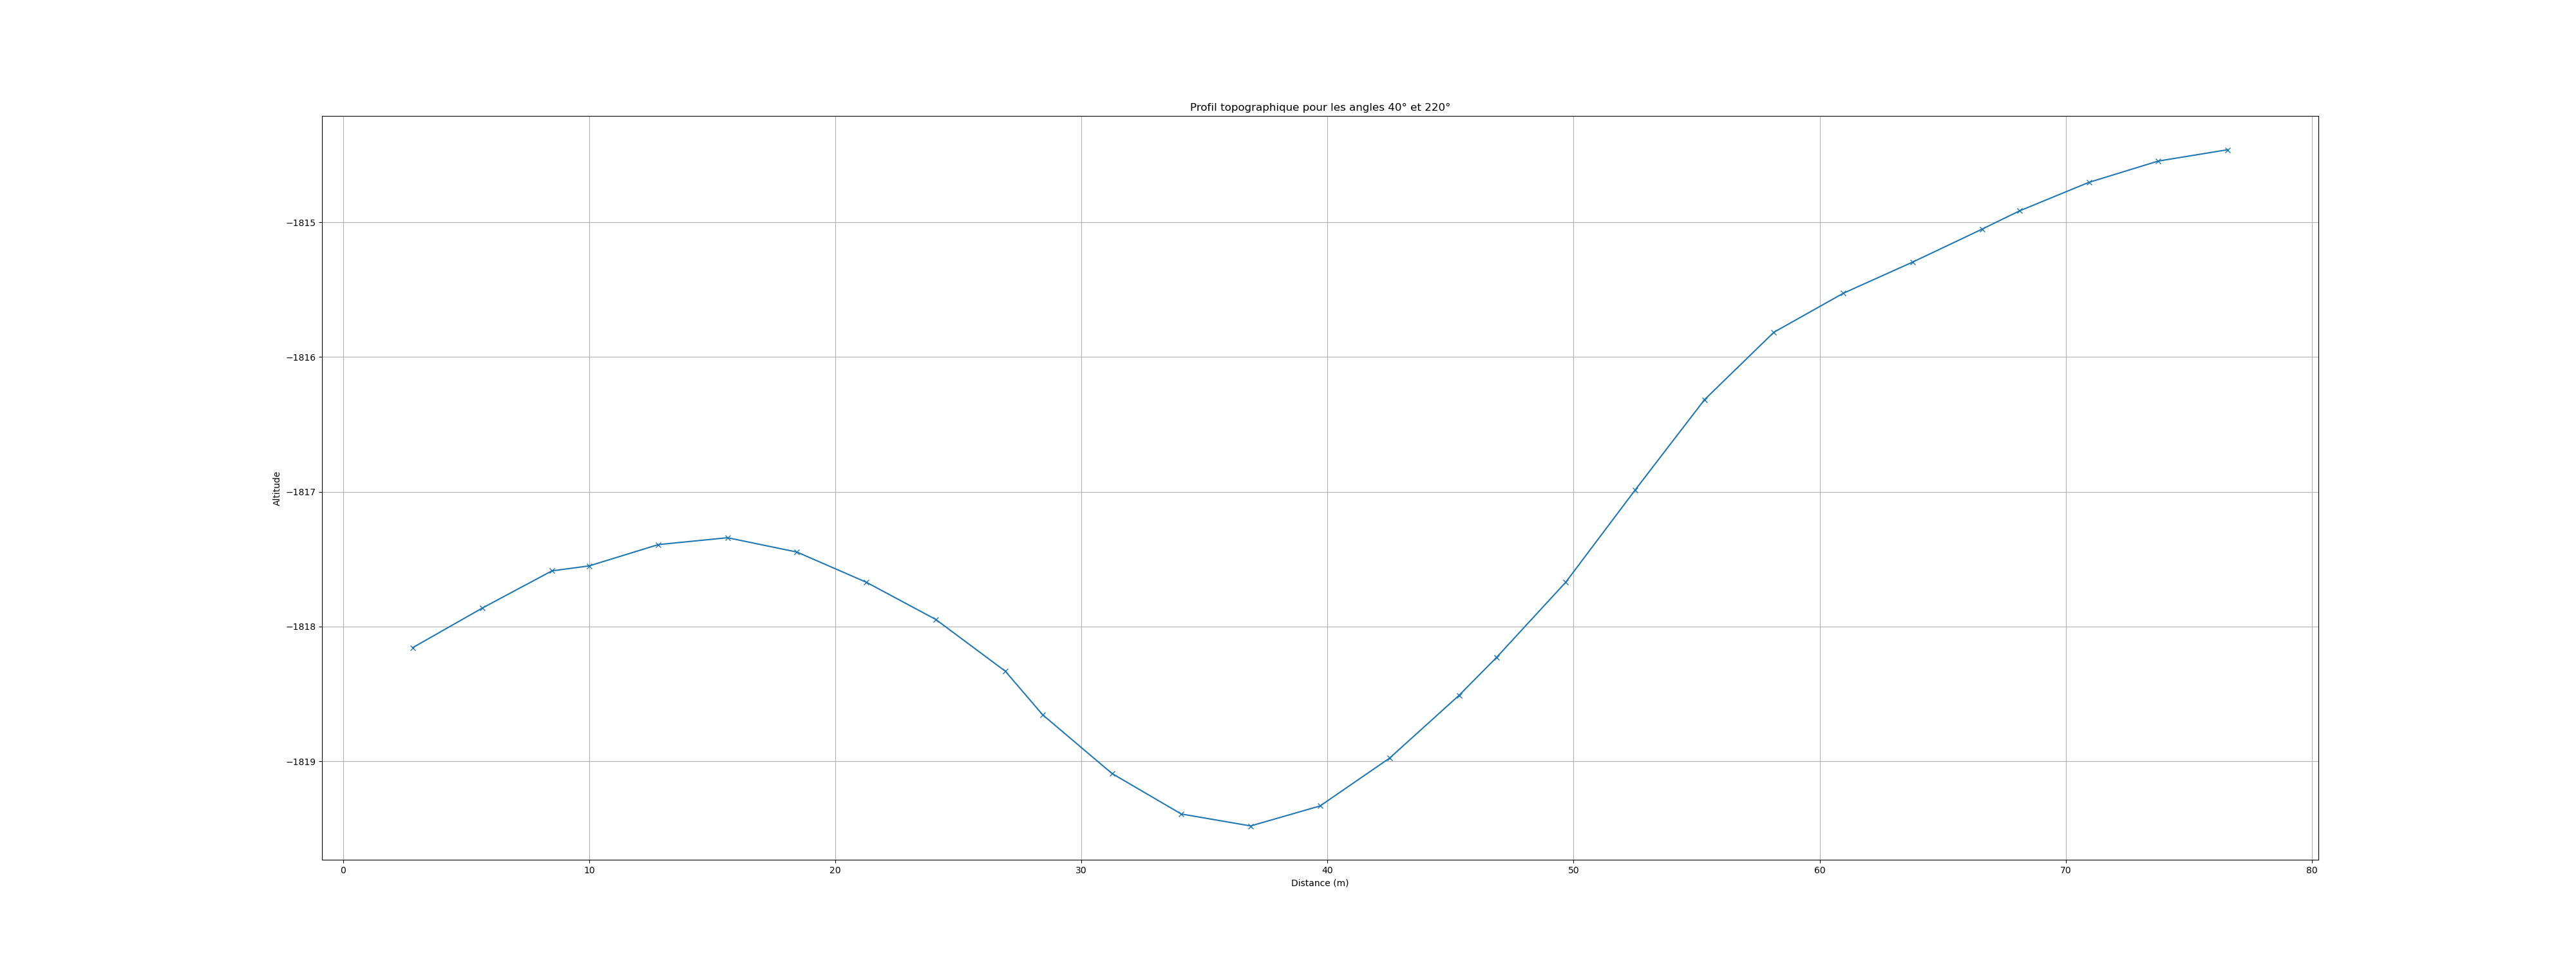 Profil topographique pour les angles 40° et 220°
Altitude
−1815
−1816
−1817
−1818
−1819
0 10 20 30 40 50 60 70 80
Distance (m)